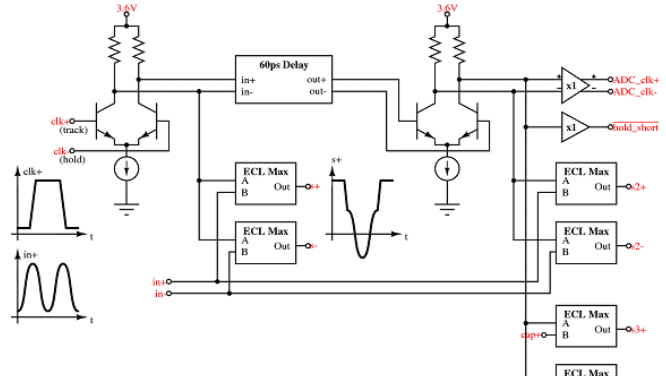 3.6V
3.6V
60ps Delay
in+ out+
in- out-
x1
ADC_clk+
ADC_clk-
+ +
- -
clk+
(track)
clk-
(hold)
x1
hold_short
clk+
t
ECL Max
A
B
Out
s+
s+
t
ECL Max
A
B
Out
s2+
ECL Max
A
B
Out
s-
ECL Max
A
B
Out
s2-
in+
t
in+
in-
ECL Max
A
B
Out
cap+
s3+
ECL Max